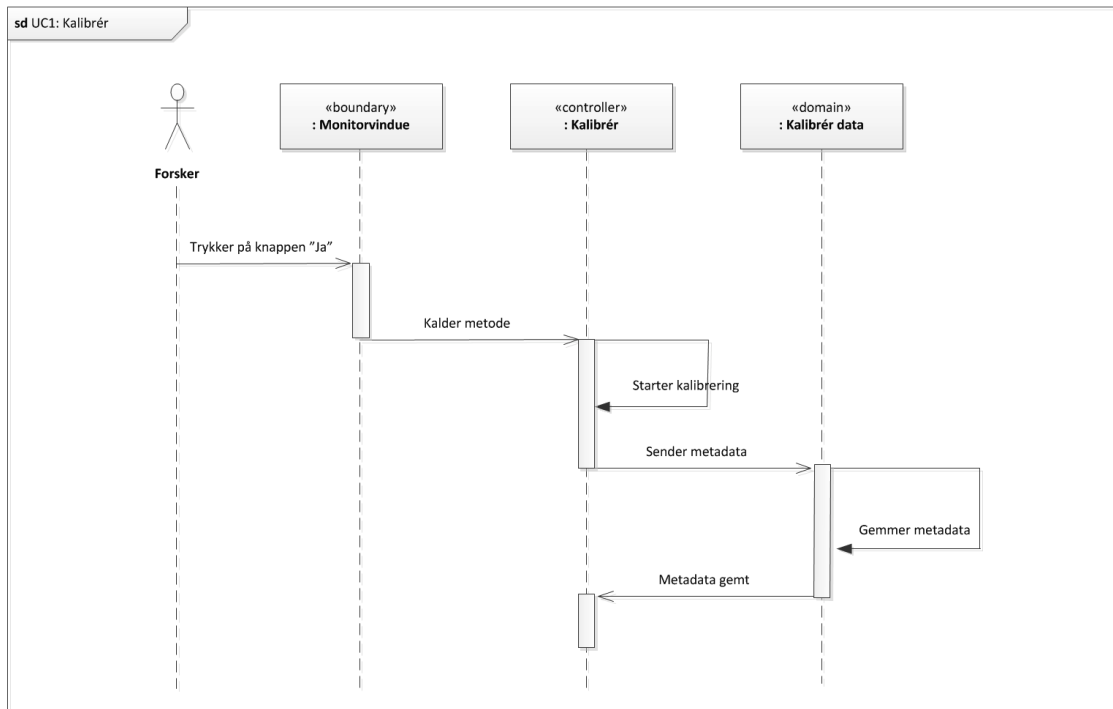 sd UC1: Kalibrér
«boundary»
: Monitorvindue
«controller»
: Kalibrér
«domain»
: Kalibrér data
Forsker
Trykker på knappen ”Ja”
Kalder metode
Starter kalibrering
Sender metadata
Gemmer metadata
Metadata gemt